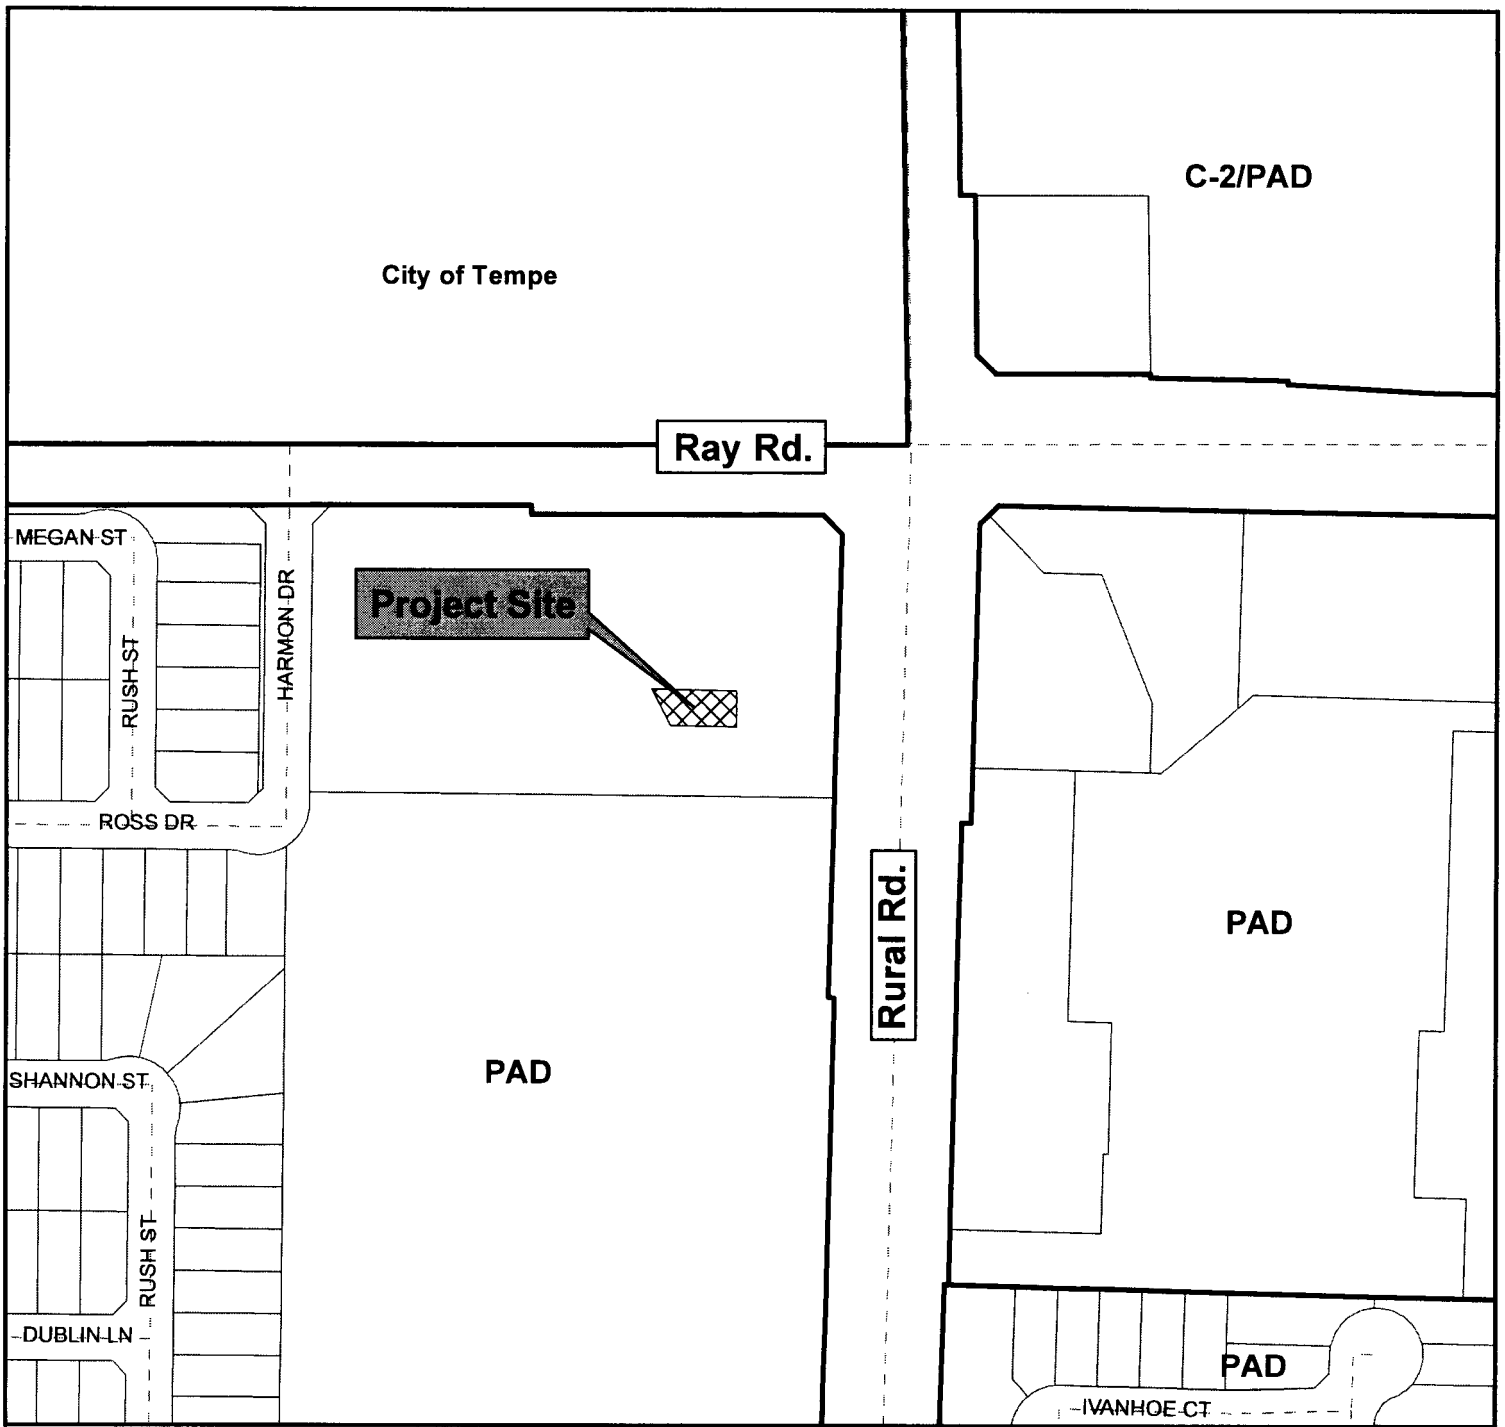 C-2/PAD
City of Tempe
Ray Rd.
MEGAN ST
Project Site
HARMON DR
RUSH ST
ROSS DR
Rural Rd.
PAD
PAD
SHANNON ST
RUSH ST
DUBLIN LN
PAD
IVANHOE CT